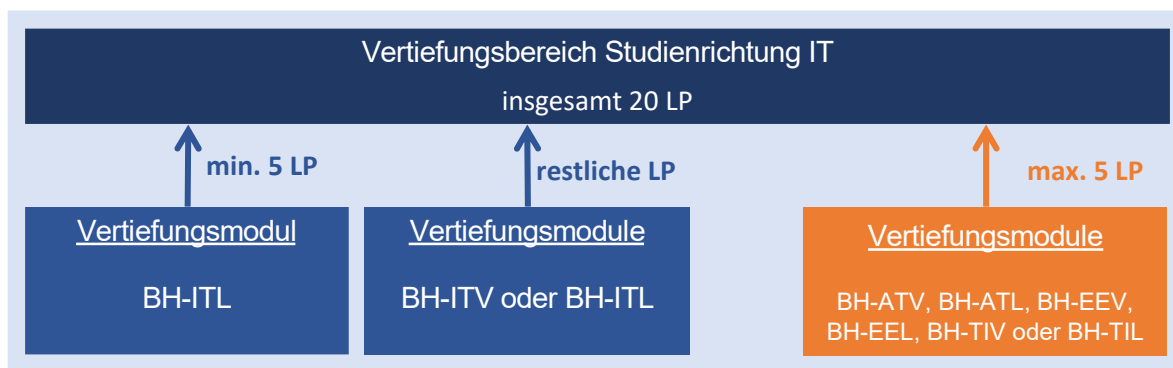 Vertiefungsbereich Studienrichtung IT
insgesamt 20 LP
min. 5 LP
restliche LP
max. 5 LP
Vertiefungsmodul
BH-ITL
Vertiefungsmodule
BH-ITV oder BH-ITL
Vertiefungsmodule
BH-ATV, BH-ATL, BH-EEV,
BH-EEL, BH-TIV oder BH-TIL